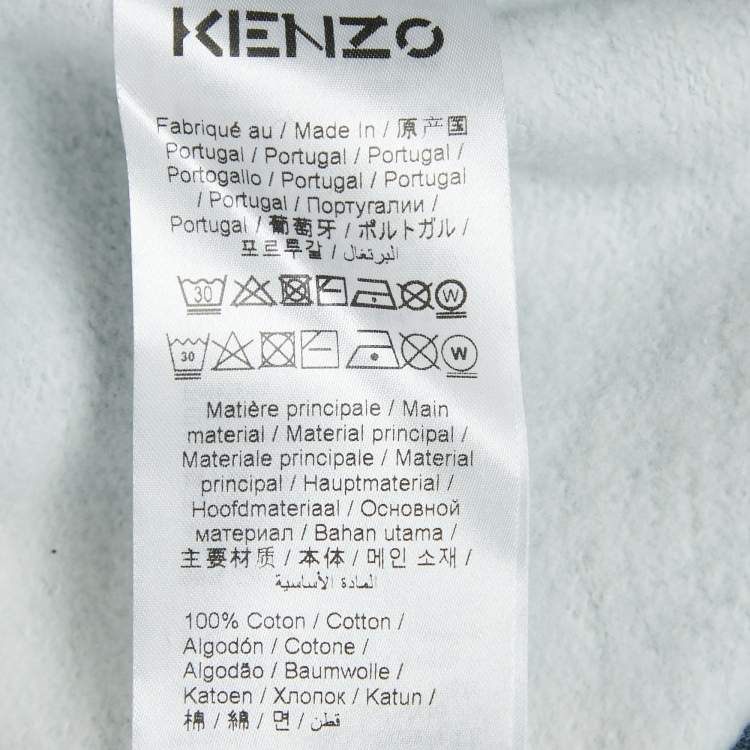 KENZO
Fabriqué au / Made In / 原产国
Portugal / Portugal / Portugal /
Portogallo / Portugal / Portugal
/ Portugal / Португалии /
Portugal / 葡萄牙 / ポルトガル /
포르투갈 / البرتغال
30 W
30 W
Matière principale / Main
material / Material principal /
Materiale principale / Material
principal / Hauptmaterial /
Hoofdmateriaal / Основной
материал / Bahan utama /
主要材质 / 本体 / 메인 소재 /
المادة الأساسية
100% Coton / Cotton /
Algodón / Cotone /
Algodão / Baumwolle /
Katoen / Хлопок / Katun /
棉 / 綿 / 면 / قطن